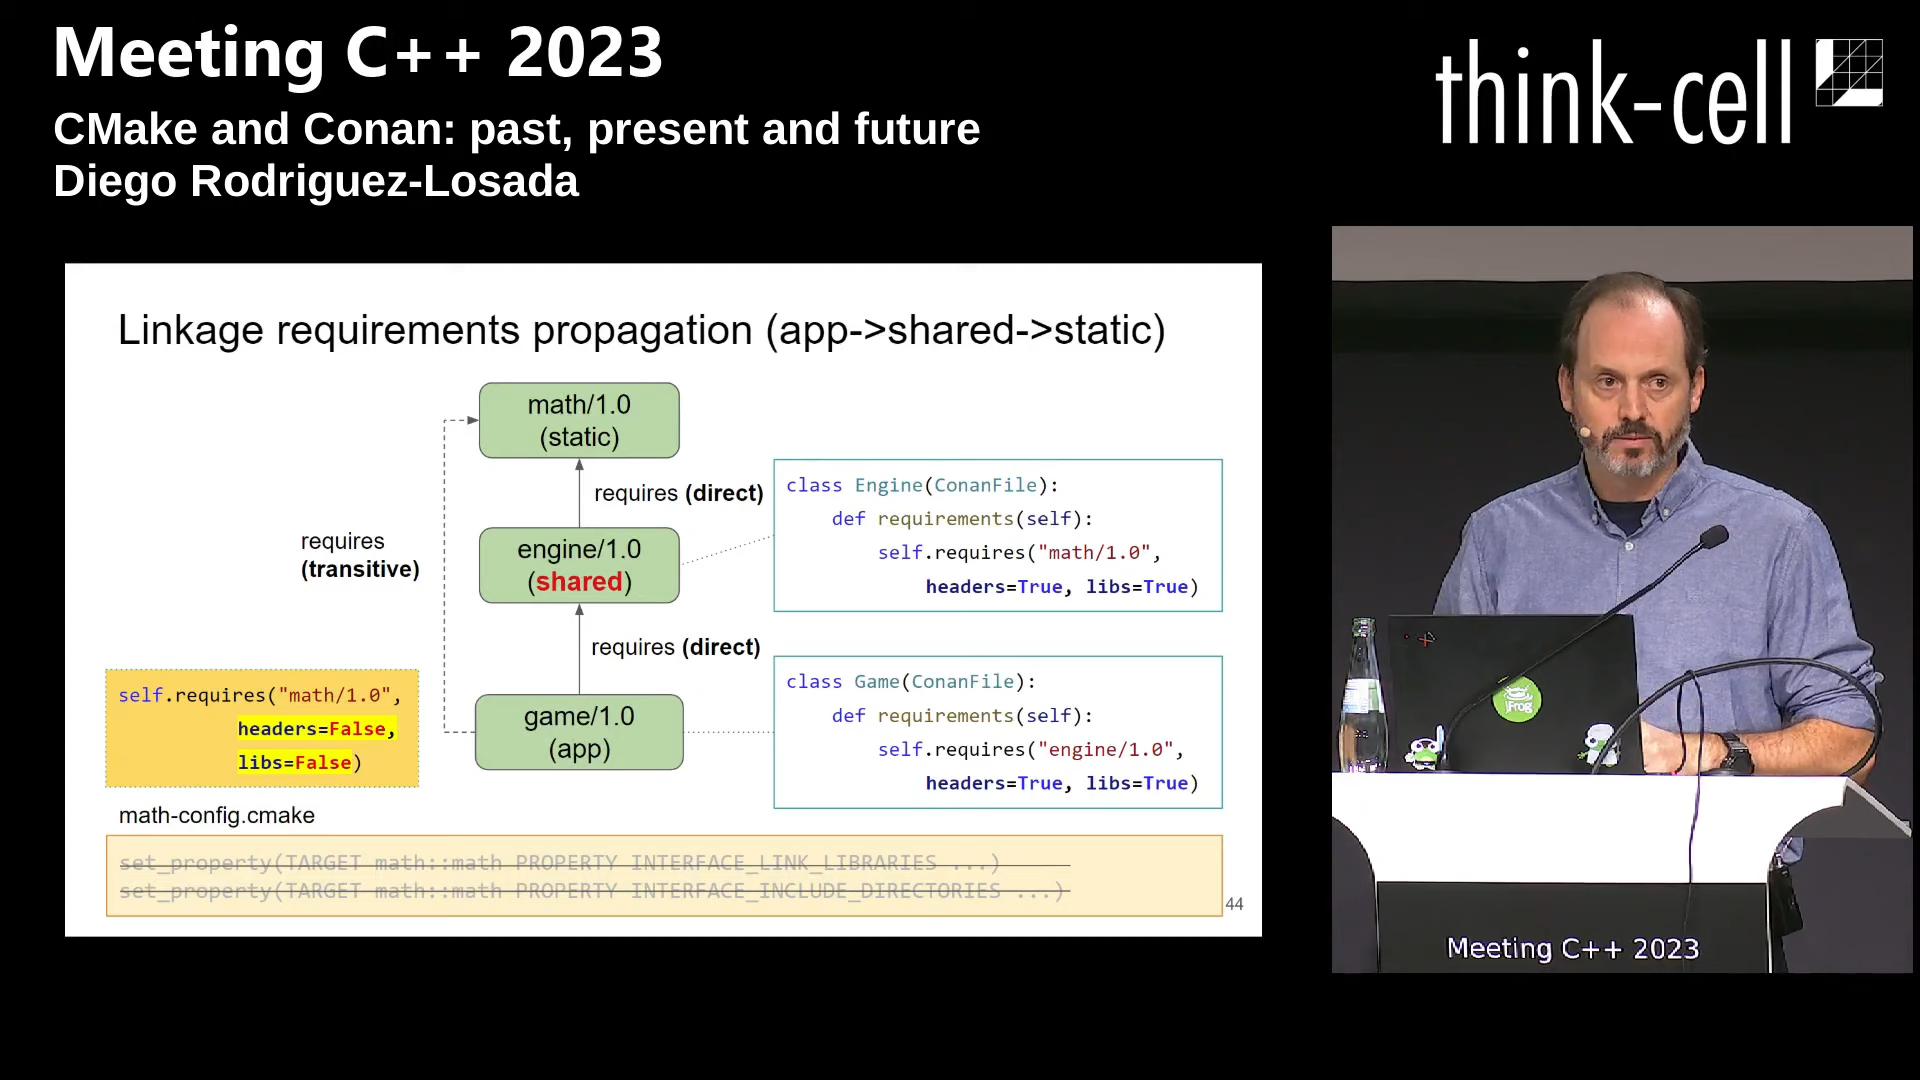 Meeting C++ 2023
CMake and Conan: past, present and future
Diego Rodriguez-Losada
think-cell
Linkage requirements propagation (app->shared->static)
math/1.0
(static)
requires (direct)
class Engine(ConanFile):
def requirements(self):
self.requires("math/1.0",
headers=True, libs=True)
requires
(transitive)
engine/1.0
(shared)
requires (direct)
self.requires("math/1.0",
headers=False,
libs=False)
game/1.0
(app)
class Game(ConanFile):
def requirements(self):
self.requires("engine/1.0",
headers=True, libs=True)
math-config.cmake
set_property(TARGET math::math PROPERTY INTERFACE_LINK_LIBRARIES ...)
set_property(TARGET math::math PROPERTY INTERFACE_INCLUDE_DIRECTORIES ...)
44
jFrog
Meeting C++ 2023